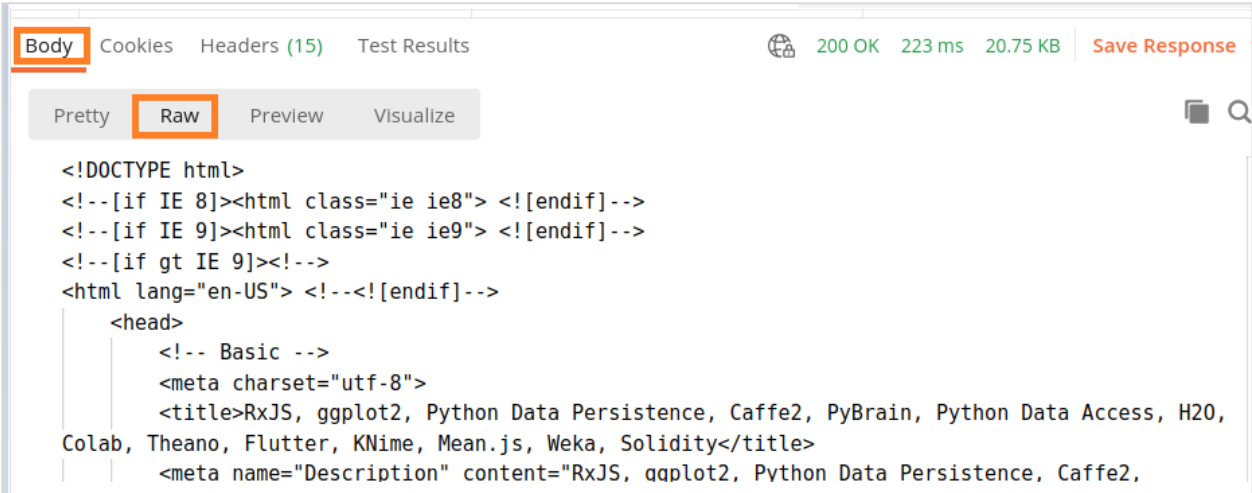 Body Cookies Headers (15) Test Results 200 OK 223 ms 20.75 KB Save Response
Pretty Raw Preview Visualize
<!DOCTYPE html>
<!--[if IE 8]><html class="ie ie8"> <![endif]-->
<!--[if IE 9]><html class="ie ie9"> <![endif]-->
<!--[if gt IE 9]><!-->
<html lang="en-US"> <!--<![endif]-->
<head>
<!-- Basic -->
<meta charset="utf-8">
<title>RxJS, ggplot2, Python Data Persistence, Caffe2, PyBrain, Python Data Access, H2O,
Colab, Theano, Flutter, KNime, Mean.js, Weka, Solidity</title>
<meta name="Description" content="RxJS, ggplot2, Python Data Persistence, Caffe2,